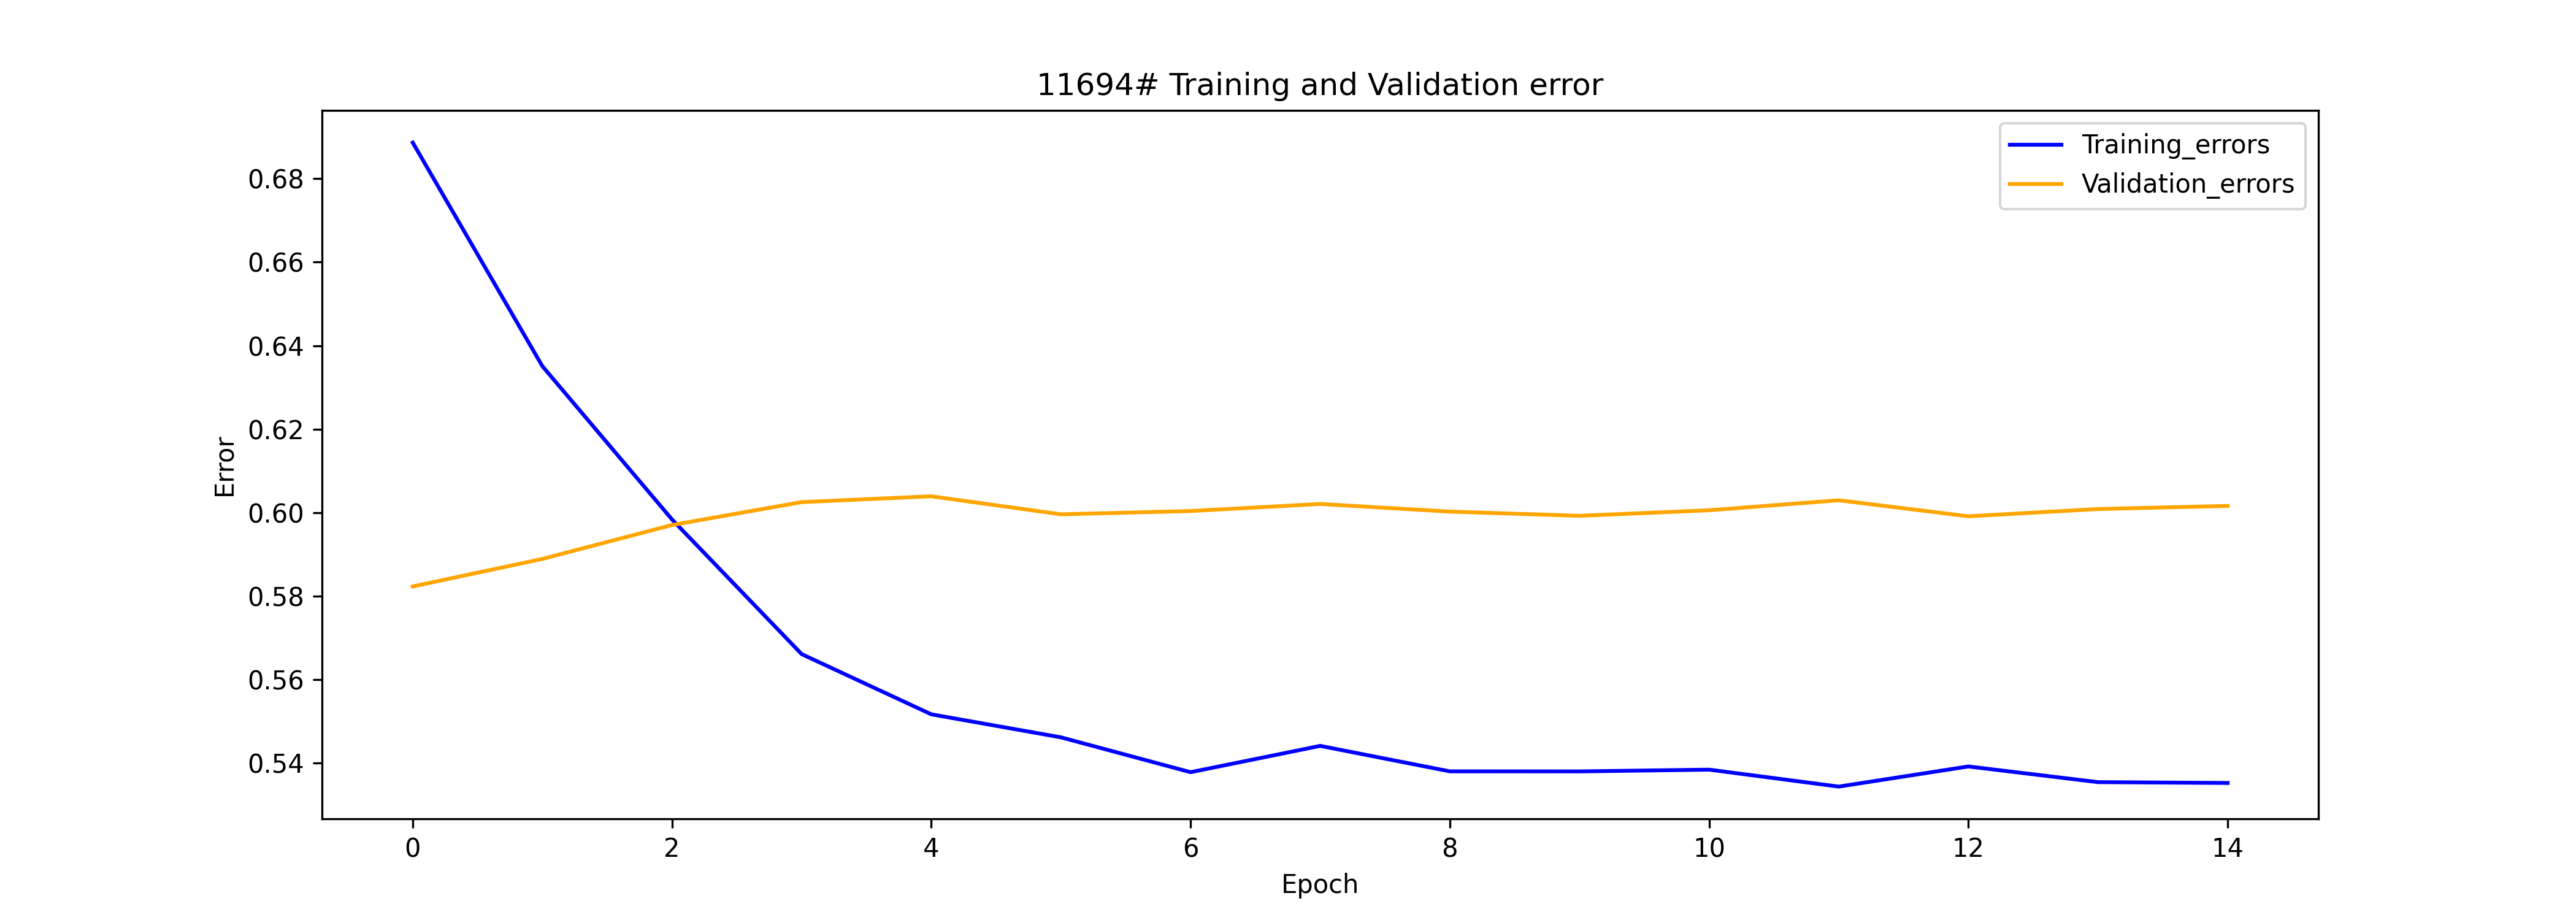 11694# Training and Validation error
Training_errors
Validation_errors
Error
0.68
0.66
0.64
0.62
0.60
0.58
0.56
0.54
0 2 4 6 8 10 12 14
Epoch